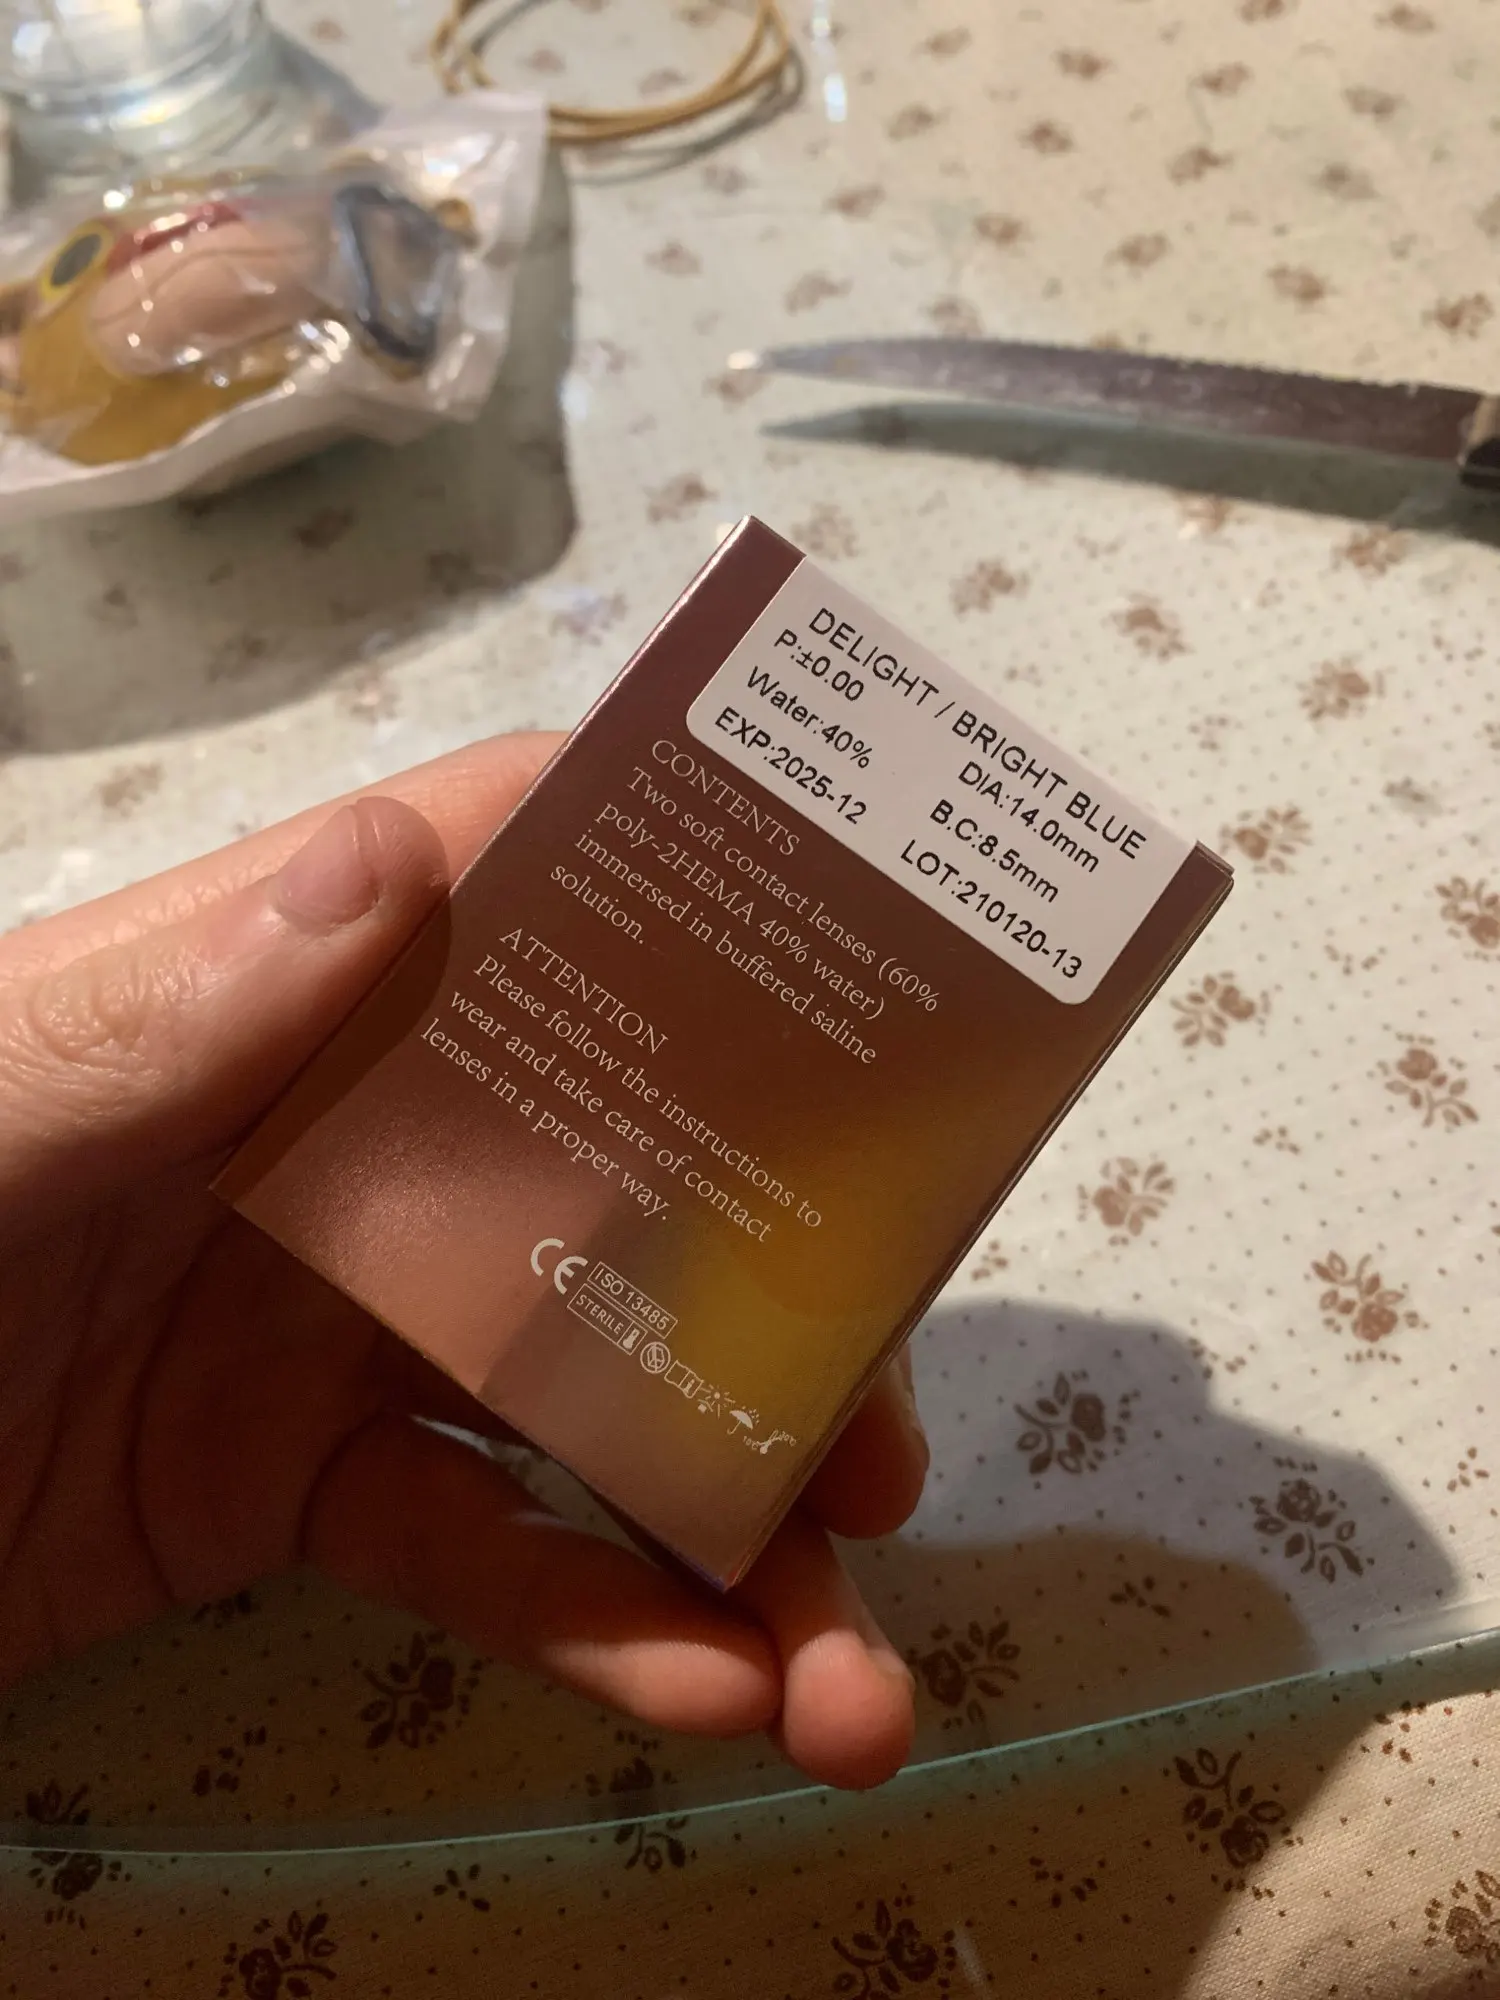 DELIGHT / BRIGHT BLUE
P:±0.00 DIA:14.0mm
Water:40% B.C:8.5mm
EXP:2025-12 LOT:210120-13
CONTENTS
Two soft contact lenses (60%
poly-2HEMA 40% water)
immersed in buffered saline
solution.
ATTENTION
Please follow the instructions to
wear and take care of contact
lenses in a proper way.
CE ISO 13485
STERILE